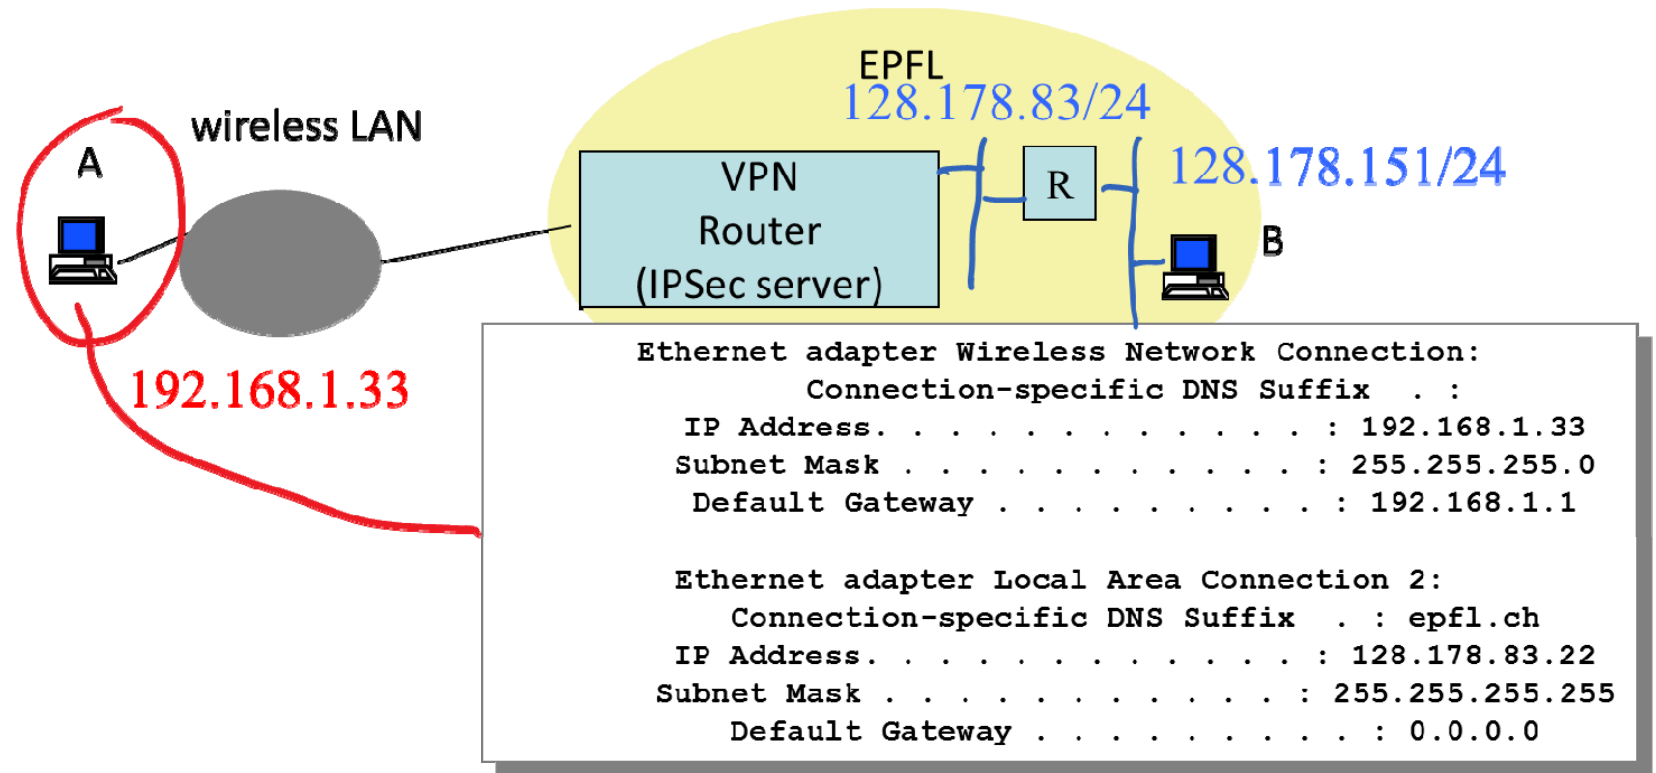 EPFL
128.178.83/24
wireless LAN
A
VPN
Router
(IPSec server)
R
128.178.151/24
B
192.168.1.33
Ethernet adapter Wireless Network Connection:
Connection-specific DNS Suffix . :
IP Address. . . . . . . . . . . . : 192.168.1.33
Subnet Mask . . . . . . . . . . . : 255.255.255.0
Default Gateway . . . . . . . . . : 192.168.1.1
Ethernet adapter Local Area Connection 2:
Connection-specific DNS Suffix . : epfl.ch
IP Address. . . . . . . . . . . . : 128.178.83.22
Subnet Mask . . . . . . . . . . . : 255.255.255.255
Default Gateway . . . . . . . . . : 0.0.0.0